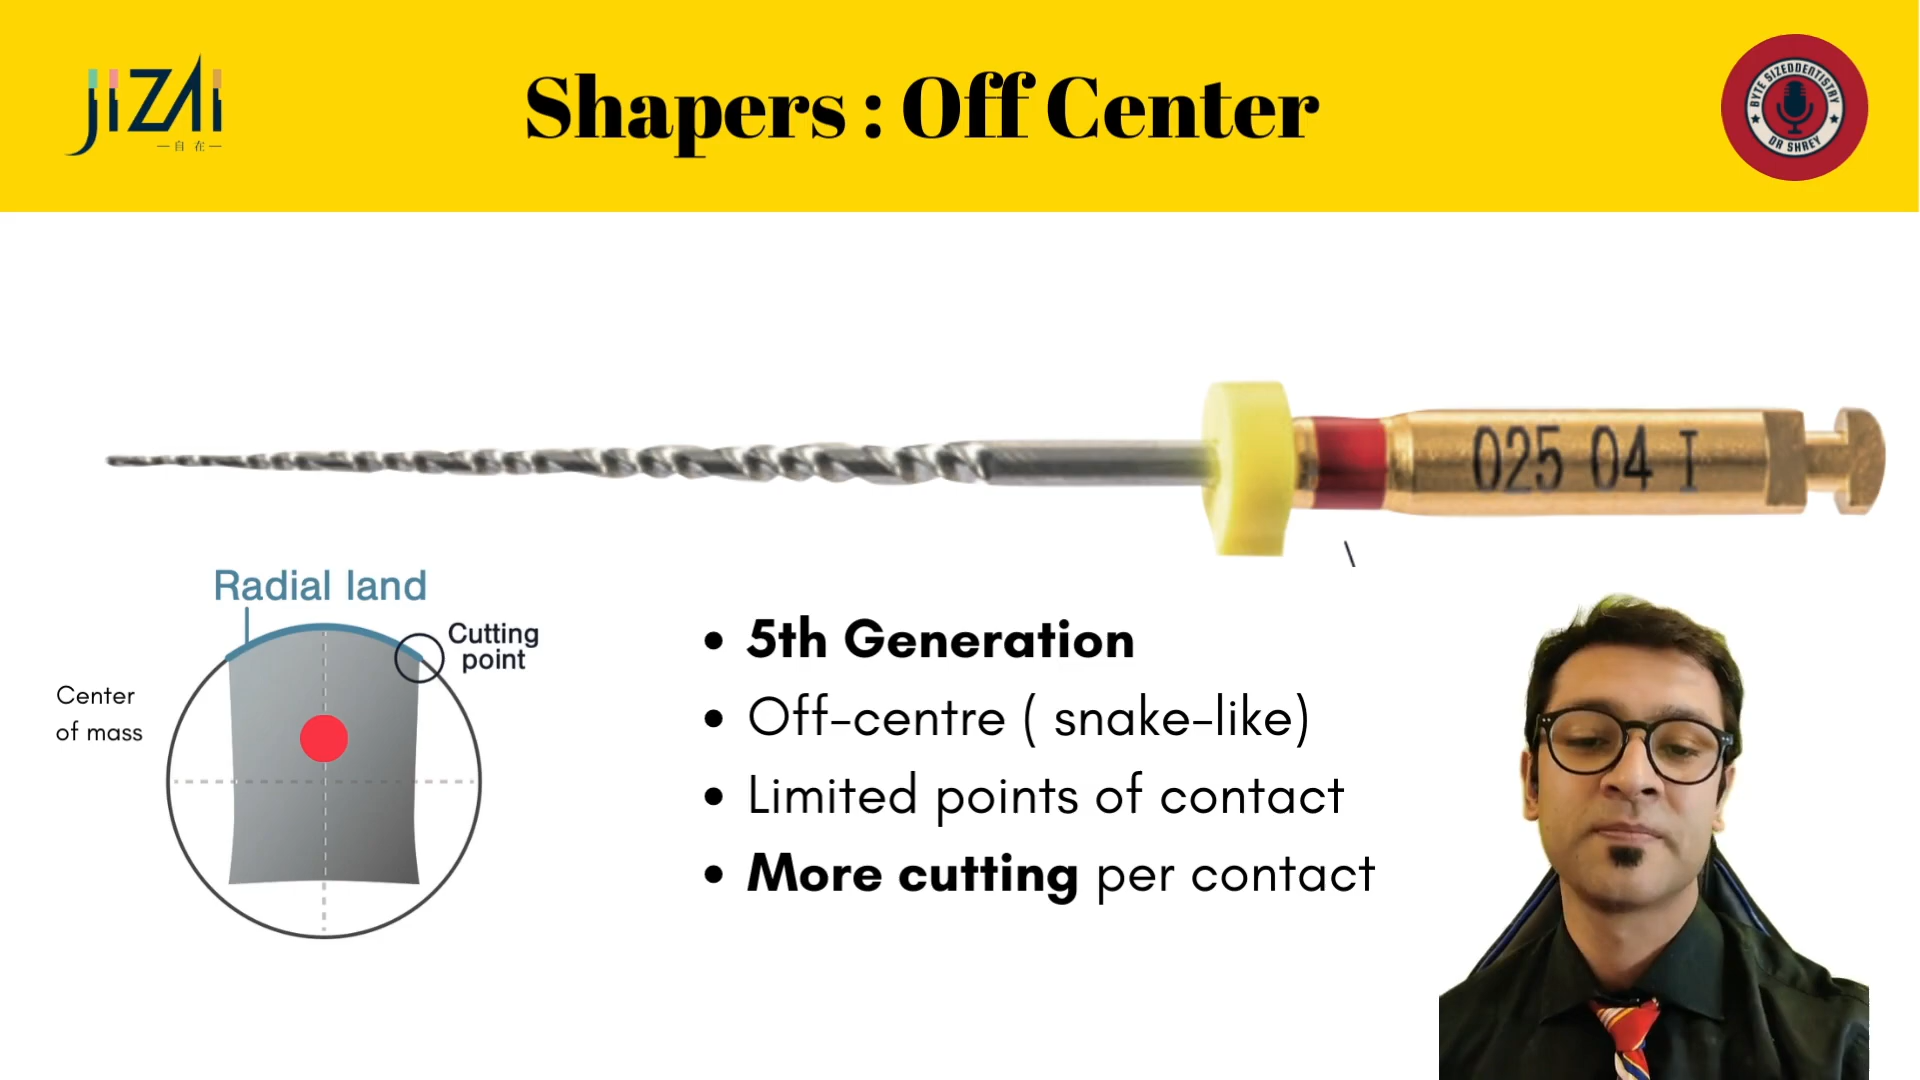 JIZAI
— 自 在 —
Shapers : Off Center
BYTE SIZEDDENTISTRY
DR SHREY
025 04 I
Radial land
Cutting
point
Center
of mass
• 5th Generation
• Off-centre ( snake-like)
• Limited points of contact
• More cutting per contact